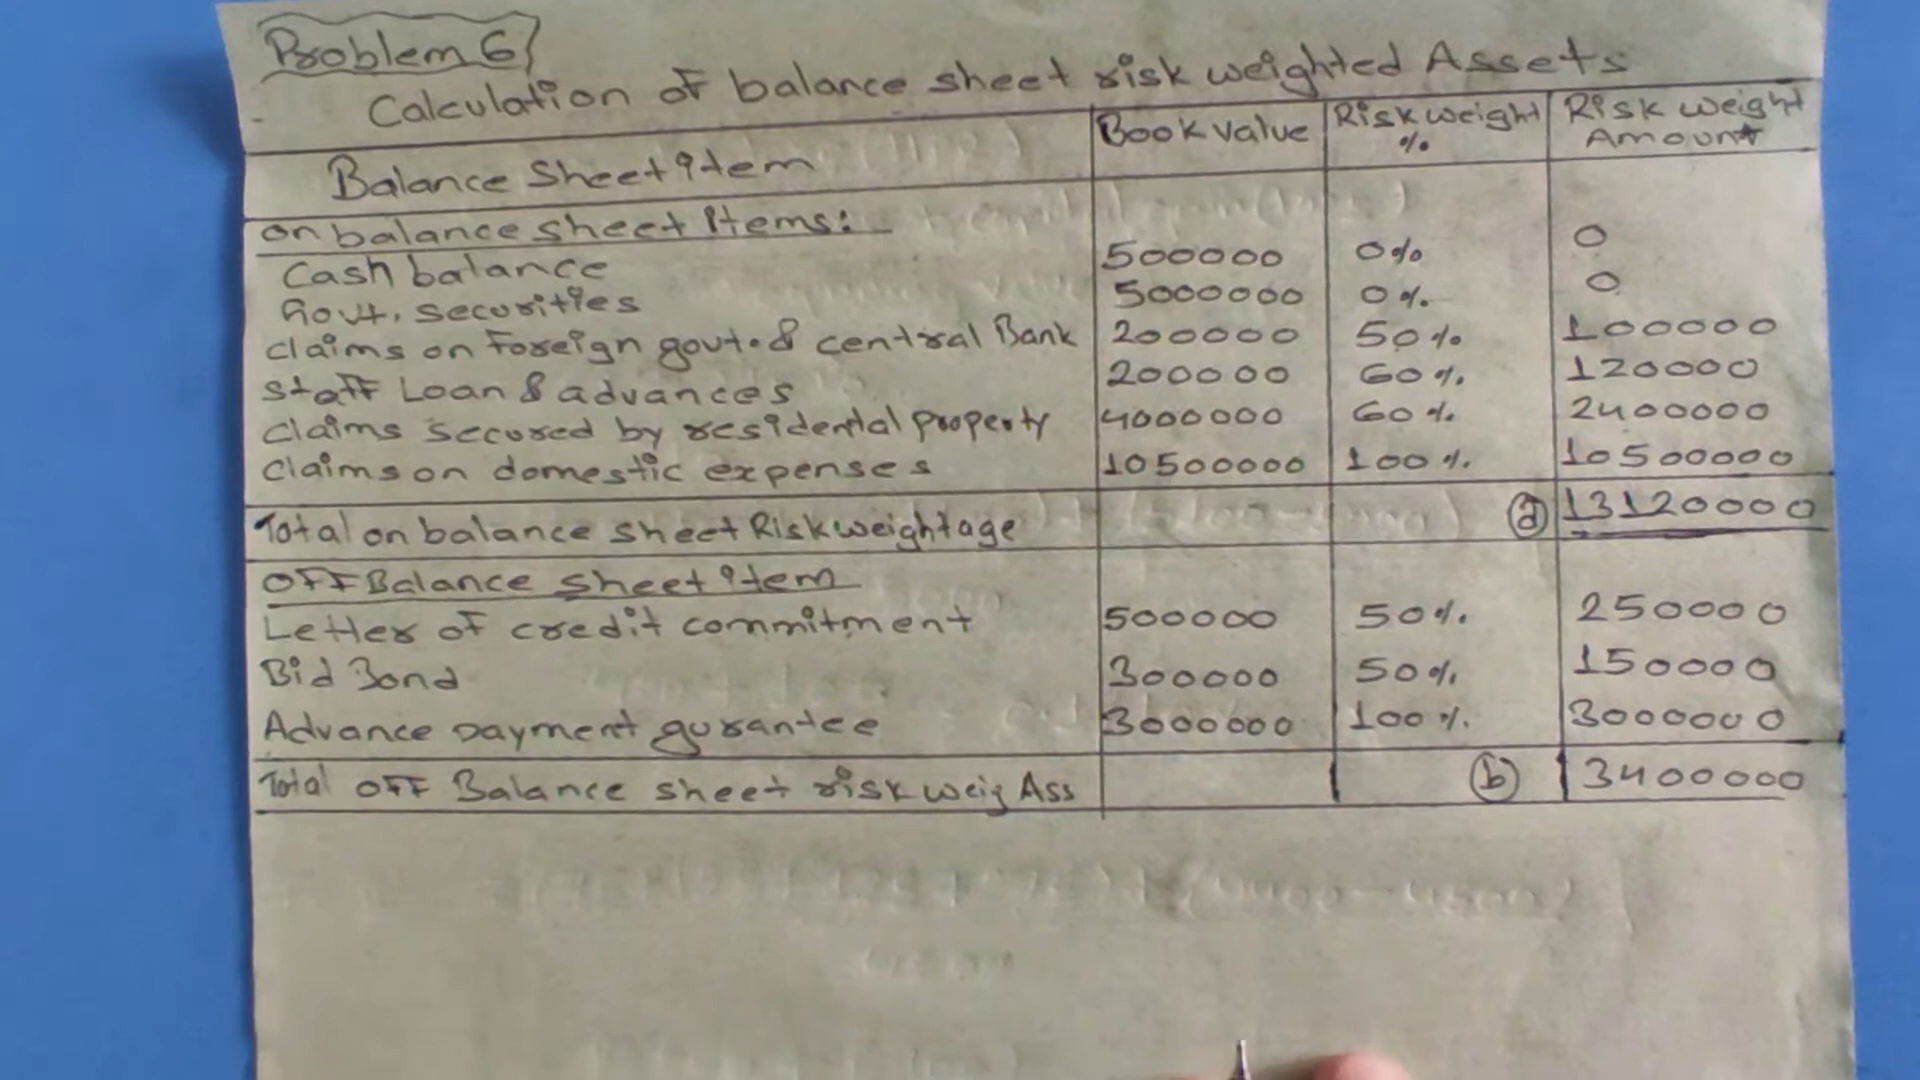 Problem 6
Calculation of balance sheet risk weighted Assets
Balance Sheet item | Book value | Risk weight % | Risk weight Amount
on balance sheet items:
Cash balance 500000 0% 0
Govt. securities 5000000 0% 0
claims on Foreign govt. & central Bank 200000 50% 100000
staff Loan & advances 200000 60% 120000
claims secured by residental property 4000000 60% 2400000
claims on domestic expenses 10500000 100% 10500000
Total on balance sheet Risk weightage (a) 13120000
OFF Balance sheet item
Letter of credit commitment 500000 50% 250000
Bid Bond 300000 50% 150000
Advance payment gurantee 3000000 100% 3000000
Total OFF Balance sheet risk weig Ass (b) 3400000